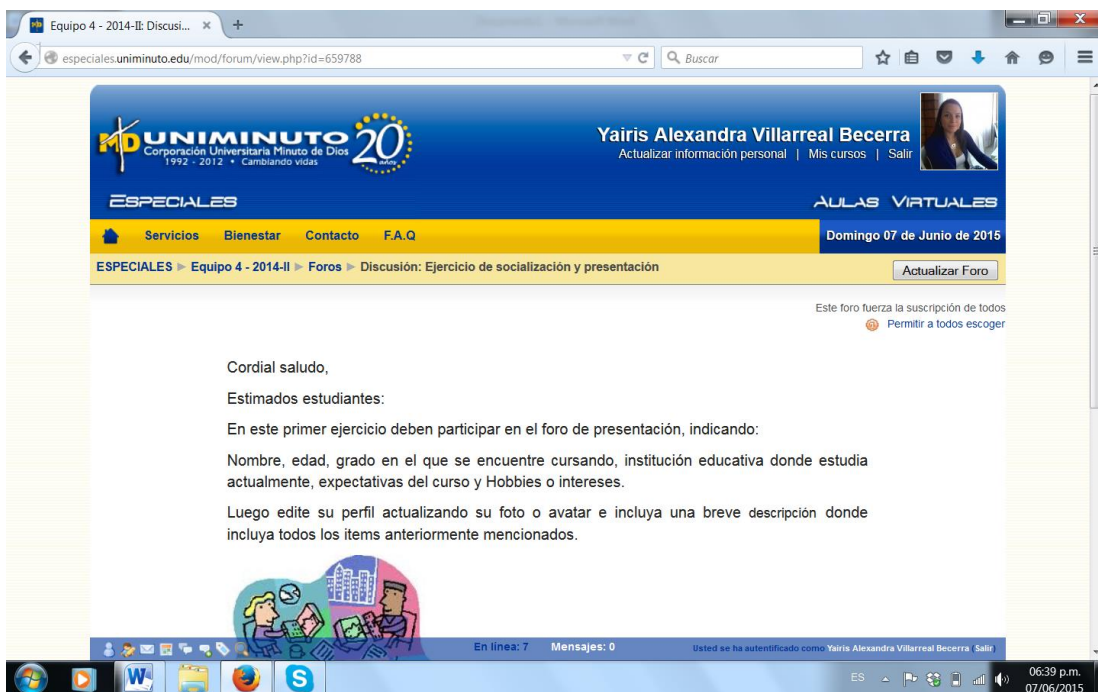 Equipo 4 - 2014-II: Discusi...
especiales.uniminuto.edu/mod/forum/view.php?id=659788
Buscar
UNIMINUTO
Corporación Universitaria Minuto de Dios
1992 - 2012 • Cambiando vidas
20
años
Yairis Alexandra Villarreal Becerra
Actualizar información personal | Mis cursos | Salir
ESPECIALES
AULAS VIRTUALES
Servicios Bienestar Contacto F.A.Q
Domingo 07 de Junio de 2015
ESPECIALES ► Equipo 4 - 2014-II ► Foros ► Discusión: Ejercicio de socialización y presentación
Actualizar Foro
Este foro fuerza la suscripción de todos
Permitir a todos escoger
Cordial saludo,
Estimados estudiantes:
En este primer ejercicio deben participar en el foro de presentación, indicando:
Nombre, edad, grado en el que se encuentre cursando, institución educativa donde estudia
actualmente, expectativas del curso y Hobbies o intereses.
Luego edite su perfil actualizando su foto o avatar e incluya una breve descripción donde
incluya todos los items anteriormente mencionados.
En línea: 7 Mensajes: 0
Usted se ha autentificado como Yairis Alexandra Villarreal Becerra (Salir)
ES
06:39 p.m.
07/06/2015